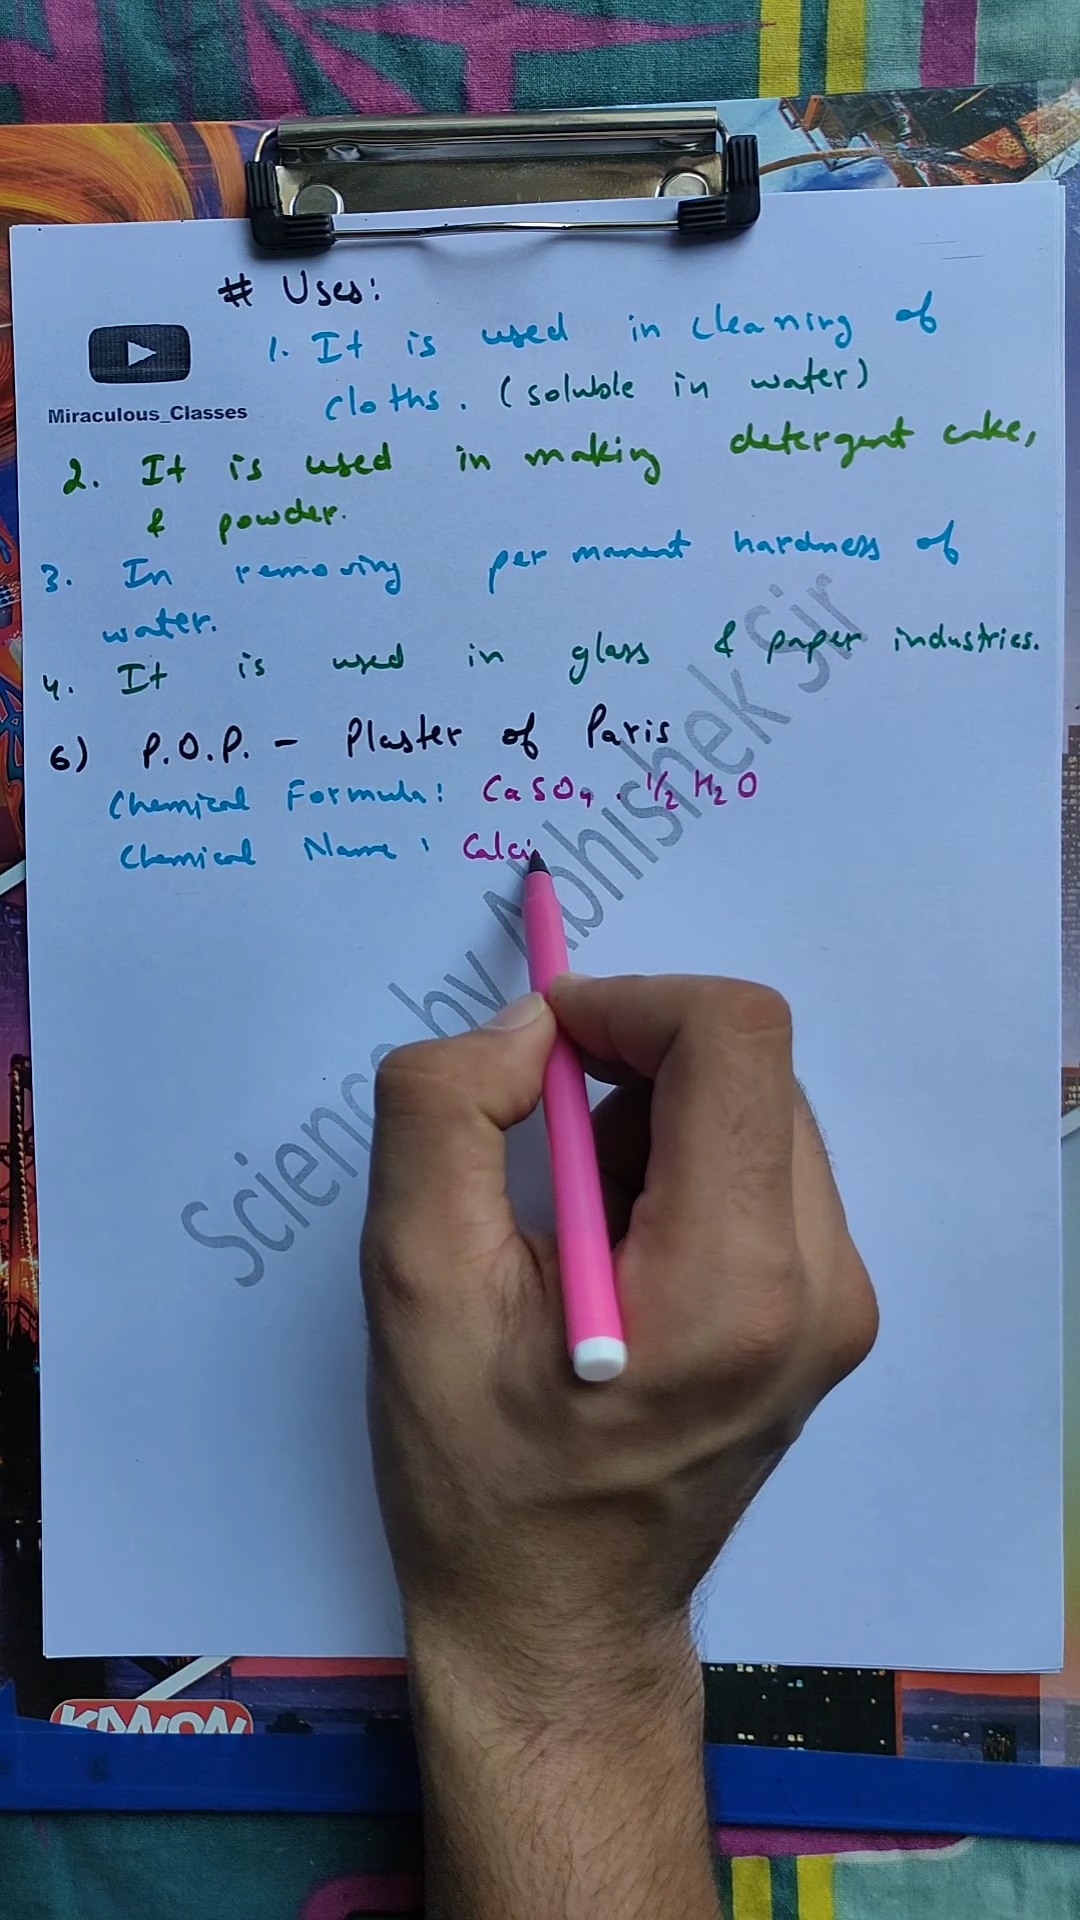 # Uses:
1. It is used in cleaning of
Miraculous_Classes
cloths. (soluble in water)
2. It is used in making detergent cake,
& powder.
3. In removing permanent hardness of
water.
4. It is used in glass & paper industries.
6) P.O.P. - Plaster of Paris
Chemical Formula: CaSO4 . 1/2 H2O
Chemical Name : Calci
Science by Abhishek Sir
KANON